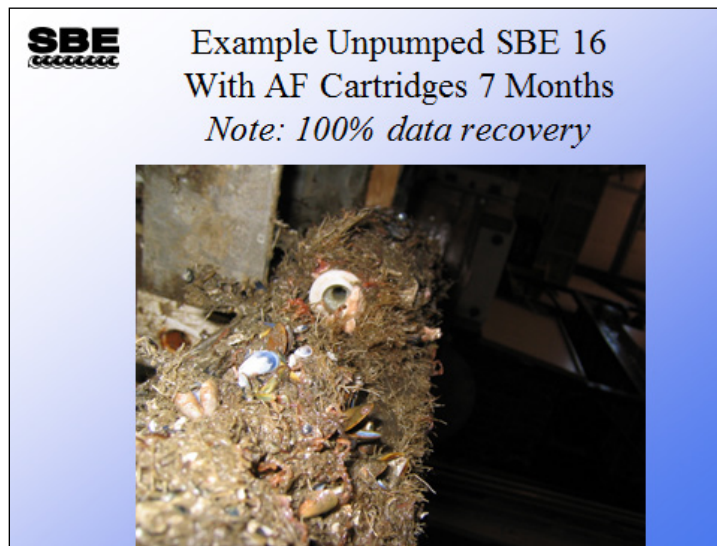 SBE
Example Unpumped SBE 16
With AF Cartridges 7 Months
Note: 100% data recovery